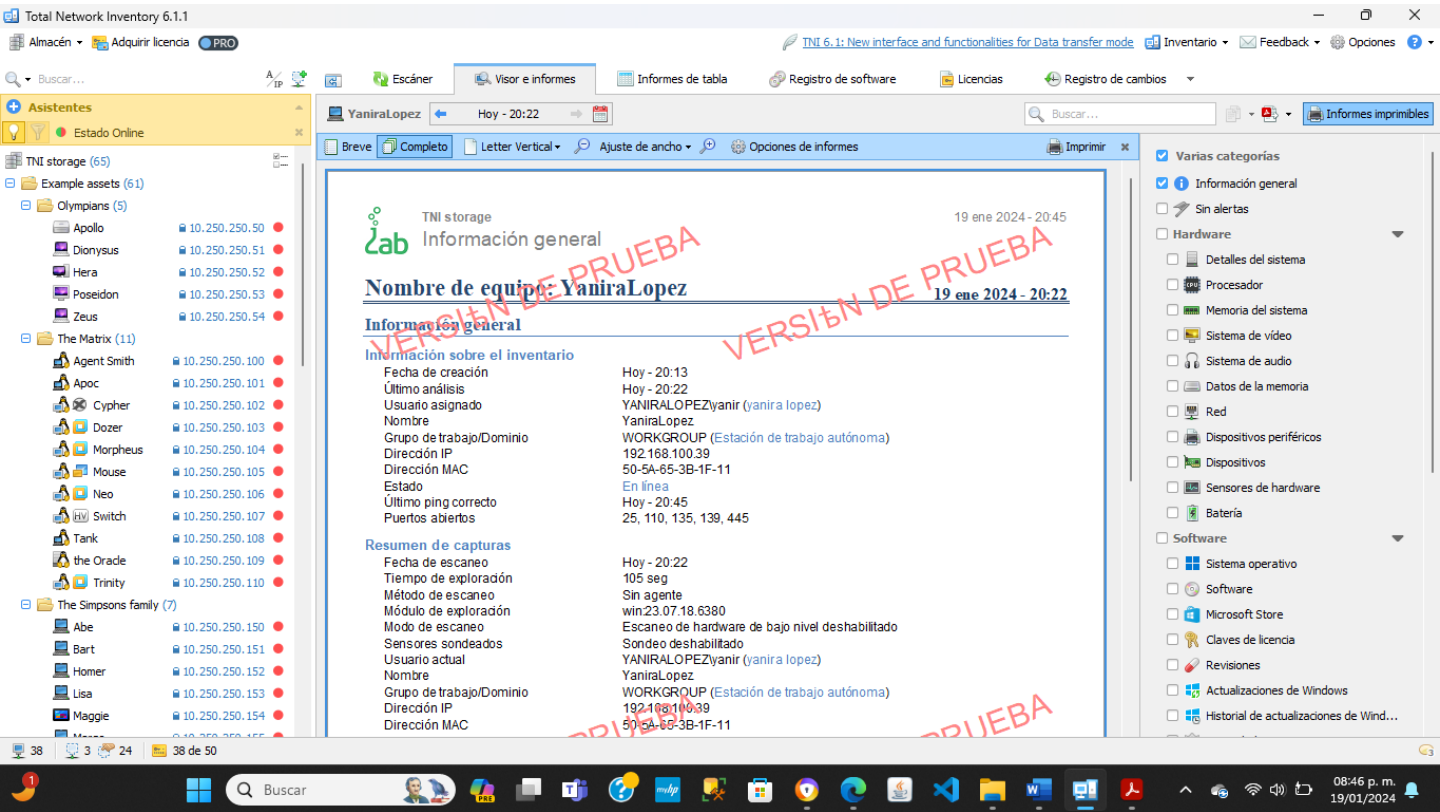 Total Network Inventory 6.1.1
Almacén Adquirir licencia PRO TNI 6.1: New interface and functionalities for Data transfer mode Inventario Feedback Opciones ?
Buscar... A/IP Escáner Visor e informes Informes de tabla Registro de software Licencias Registro de cambios
Asistentes
Estado Online
TNI storage (65)
Example assets (61)
Olympians (5)
Apollo 10.250.250.50
Dionysus 10.250.250.51
Hera 10.250.250.52
Poseidon 10.250.250.53
Zeus 10.250.250.54
The Matrix (11)
Agent Smith 10.250.250.100
Apoc 10.250.250.101
Cypher 10.250.250.102
Dozer 10.250.250.103
Morpheus 10.250.250.104
Mouse 10.250.250.105
Neo 10.250.250.106
HV Switch 10.250.250.107
Tank 10.250.250.108
the Oracle 10.250.250.109
Trinity 10.250.250.110
The Simpsons family (7)
Abe 10.250.250.150
Bart 10.250.250.151
Homer 10.250.250.152
Lisa 10.250.250.153
Maggie 10.250.250.154
YaniraLopez Hoy - 20:22 Buscar... Informes imprimibles
Breve Completo Letter Vertical Ajuste de ancho Opciones de informes Imprimir
lab
TNI storage 19 ene 2024 - 20:45
Información general
VERSIЬN DE PRUEBA VERSIЬN DE PRUEBA
Nombre de equipo: YaniraLopez 19 ene 2024 - 20:22
Información general
Información sobre el inventario
Fecha de creación Hoy - 20:13
Último análisis Hoy - 20:22
Usuario asignado YANIRALOPEZ\yanir (yanira lopez)
Nombre YaniraLopez
Grupo de trabajo/Dominio WORKGROUP (Estación de trabajo autónoma)
Dirección IP 192.168.100.39
Dirección MAC 50-5A-65-3B-1F-11
Estado En línea
Último ping correcto Hoy - 20:45
Puertos abiertos 25, 110, 135, 139, 445
Resumen de capturas
Fecha de escaneo Hoy - 20:22
Tiempo de exploración 105 seg
Método de escaneo Sin agente
Módulo de exploración win:23.07.18.6380
Modo de escaneo Escaneo de hardware de bajo nivel deshabilitado
Sensores sondeados Sondeo deshabilitado
Usuario actual YANIRALOPEZ\yanir (yanira lopez)
Nombre YaniraLopez
Grupo de trabajo/Dominio WORKGROUP (Estación de trabajo autónoma)
Dirección IP 192.168.100.39
Dirección MAC 50-5A-65-3B-1F-11
PRUEBA PRUEBA
Varias categorías
Información general
Sin alertas
Hardware
Detalles del sistema
CPU Procesador
Memoria del sistema
Sistema de vídeo
Sistema de audio
Datos de la memoria
Red
Dispositivos periféricos
Dispositivos
Sensores de hardware
Batería
Software
Sistema operativo
Software
Microsoft Store
Claves de licencia
Revisiones
Actualizaciones de Windows
Historial de actualizaciones de Wind...
38 3 24 38 de 50 3
1 Buscar PRE myhp 08:46 p. m.
19/01/2024